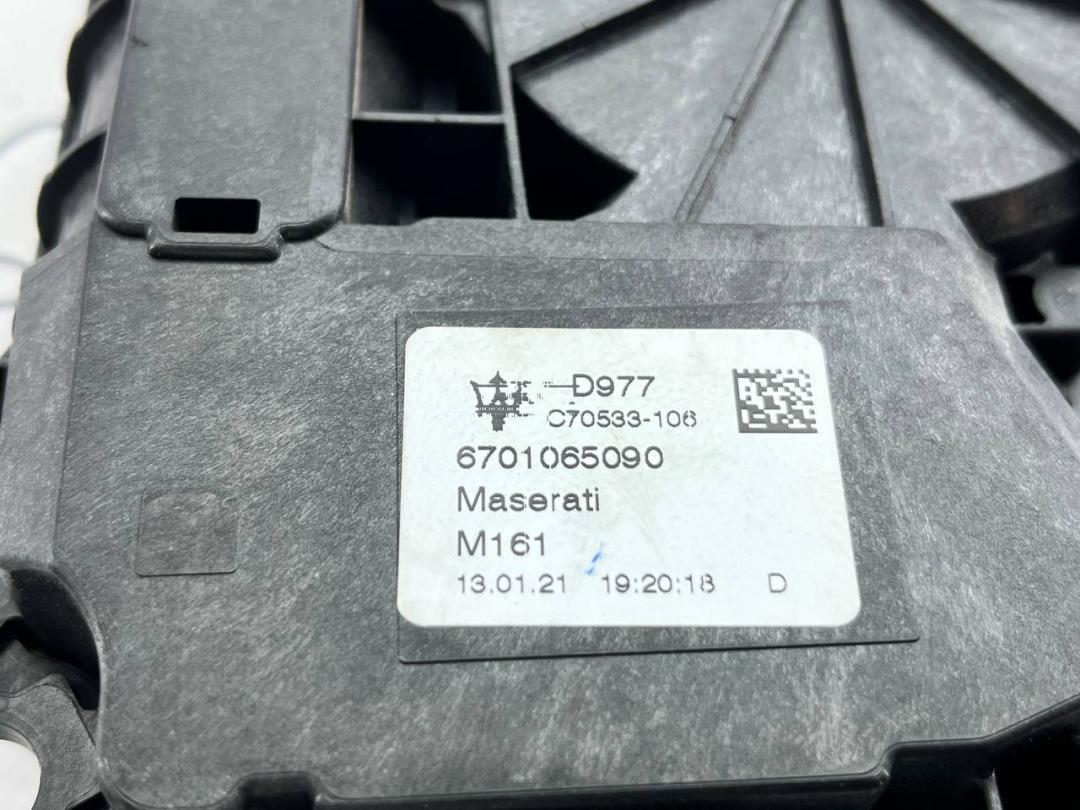 D977
C70533-106
6701065090
Maserati
M161
13.01.21 19:20:18 D